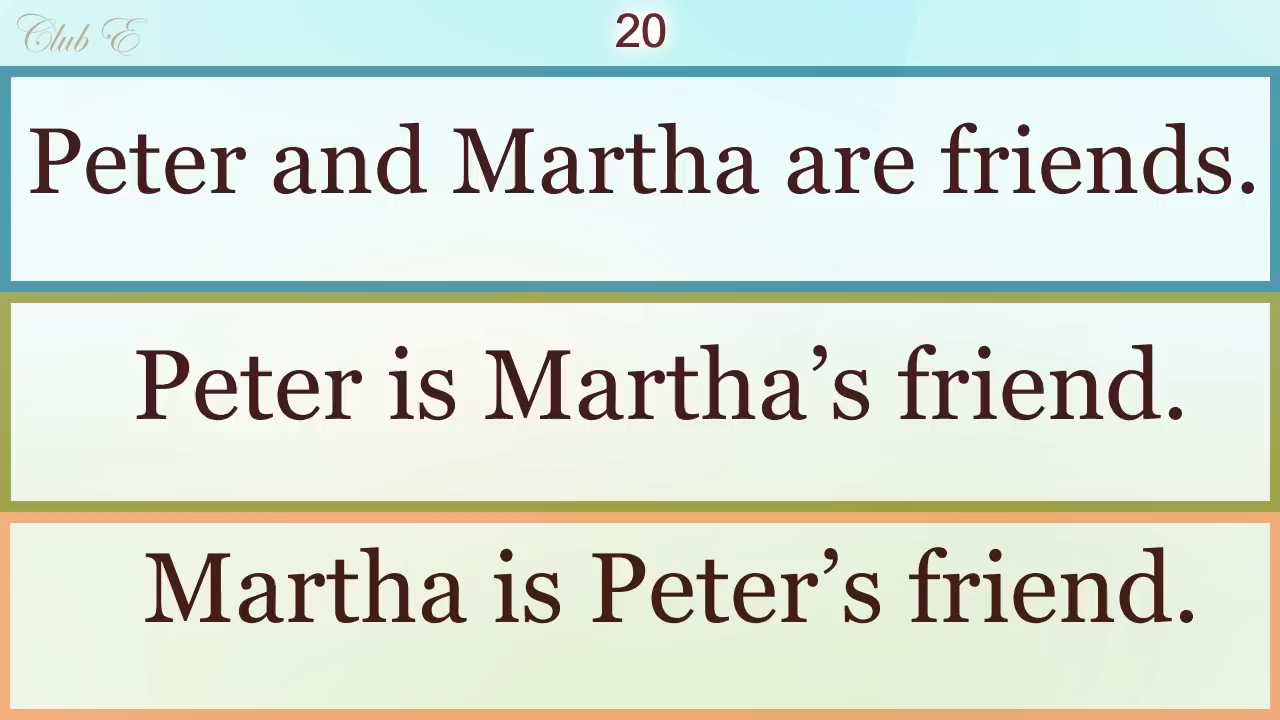 Club E
20
Peter and Martha are friends.
Peter is Martha’s friend.
Martha is Peter’s friend.